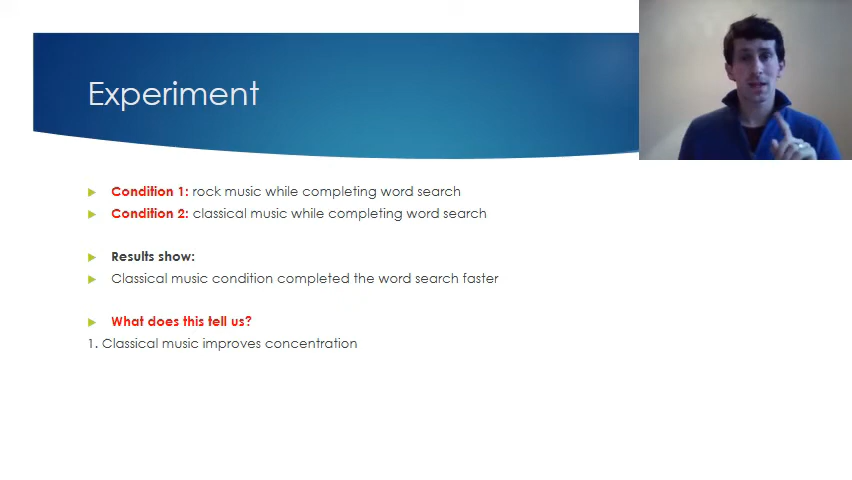 Experiment
Condition 1: rock music while completing word search
Condition 2: classical music while completing word search
Results show:
Classical music condition completed the word search faster
What does this tell us?
1. Classical music improves concentration